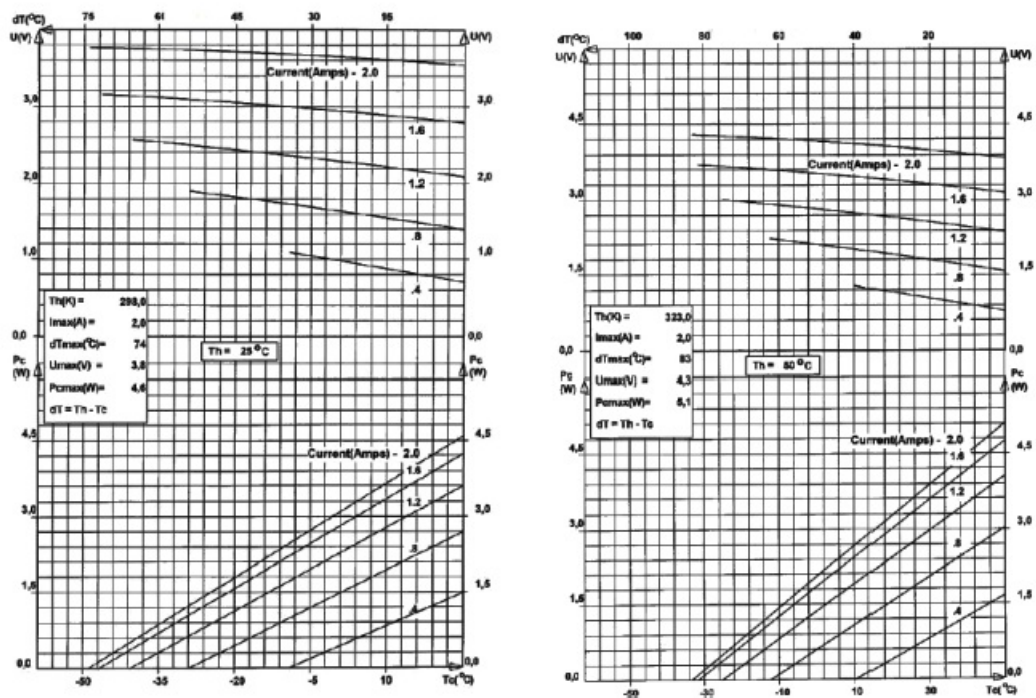 dT(°C) 75 61 45 30 15
U(V) U(V)
Current(Amps) - 2.0
3,0 3,0
1.6
2,0 1.2 2,0
.8
1,0 1,0
.4
Th(K) = 298,0
Imax(A) = 2,0
dTmax(°C)= 74
Umax(V) = 3,8
Pcmax(W)= 4,6
dT = Th - Tc
Th = 25 °C
0,0 0,0
Pc Pc
(W) (W)
4,5 4,5
Current(Amps) - 2.0
1.6
1.2
3,0 3,0
.8
1,5 1,5
.4
0,0 0,0
-50 -34 -20 -5 10 Tc(°C)
dT(°C) 100 80 60 40 20
U(V) U(V)
4,5 4,5
Current(Amps) - 2.0
3,0 3,0
1.6
1.2
1,5 1,5
.8
.4
Th(K) = 323,0
Imax(A) = 2,0
dTmax(°C)= 83
Umax(V) = 4,3
Pcmax(W)= 5,1
dT = Th - Tc
Th = 50 °C
0,0 0,0
Pc Pc
(W) (W)
Current(Amps) - 2.0
4,5 4,5
1.6
1.2
3,0 3,0
.8
1,5 1,5
.4
0,0 0,0
-50 -30 -10 10 30 Tc(°C)